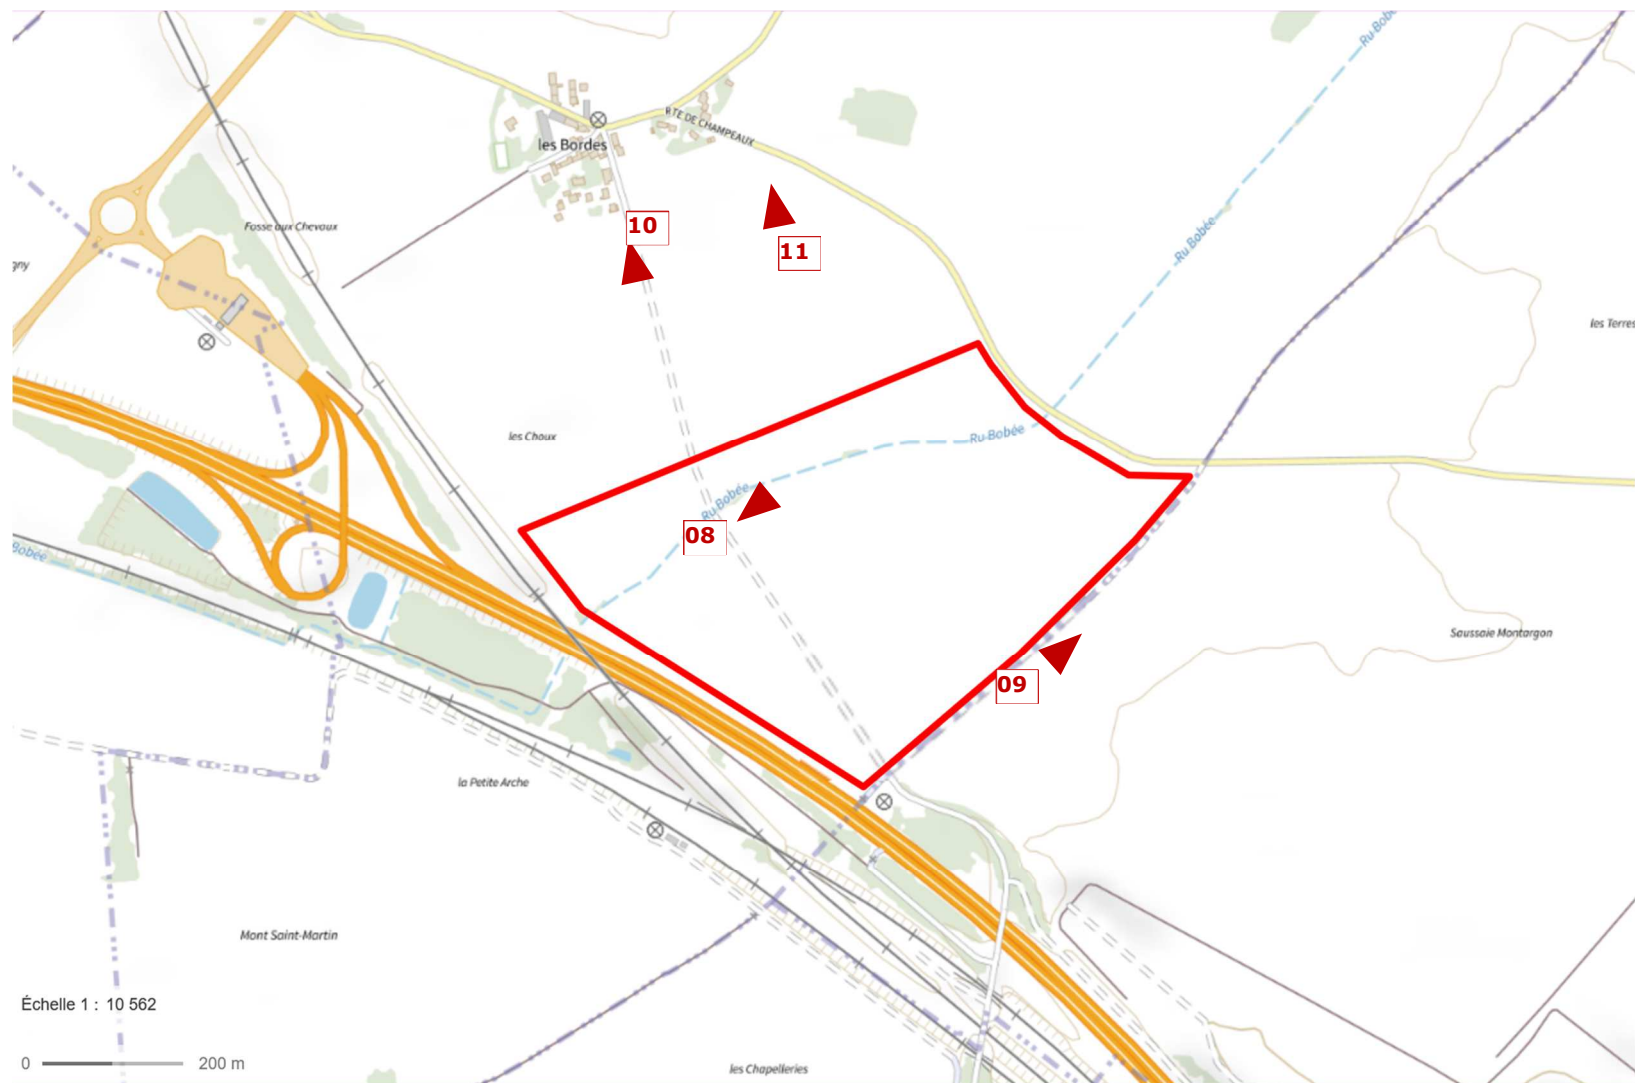 Ru Bobée
RTE DE CHAMPEAUX
les Bordes
Fosse aux Chevaux
10
11
Ru Bobée
gny
les Terres
les Choux
Ru Bobée
Ru Bobée
08
Bobée
Saussaie Montargon
09
la Petite Arche
Mont Saint-Martin
Échelle 1 : 10 562
0 200 m
les Chapelleries